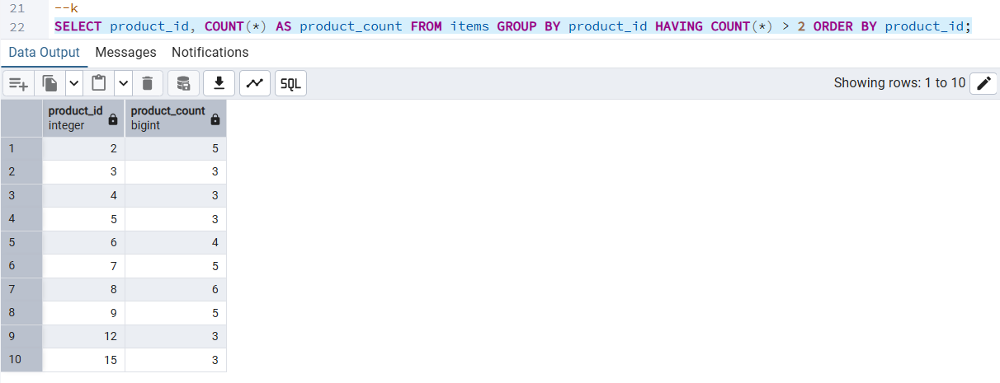 21 --k
22 SELECT product_id, COUNT(*) AS product_count FROM items GROUP BY product_id HAVING COUNT(*) > 2 ORDER BY product_id;
Data Output Messages Notifications
SQL Showing rows: 1 to 10
product_id product_count
integer bigint
1 2 5
2 3 3
3 4 3
4 5 3
5 6 4
6 7 5
7 8 6
8 9 5
9 12 3
10 15 3